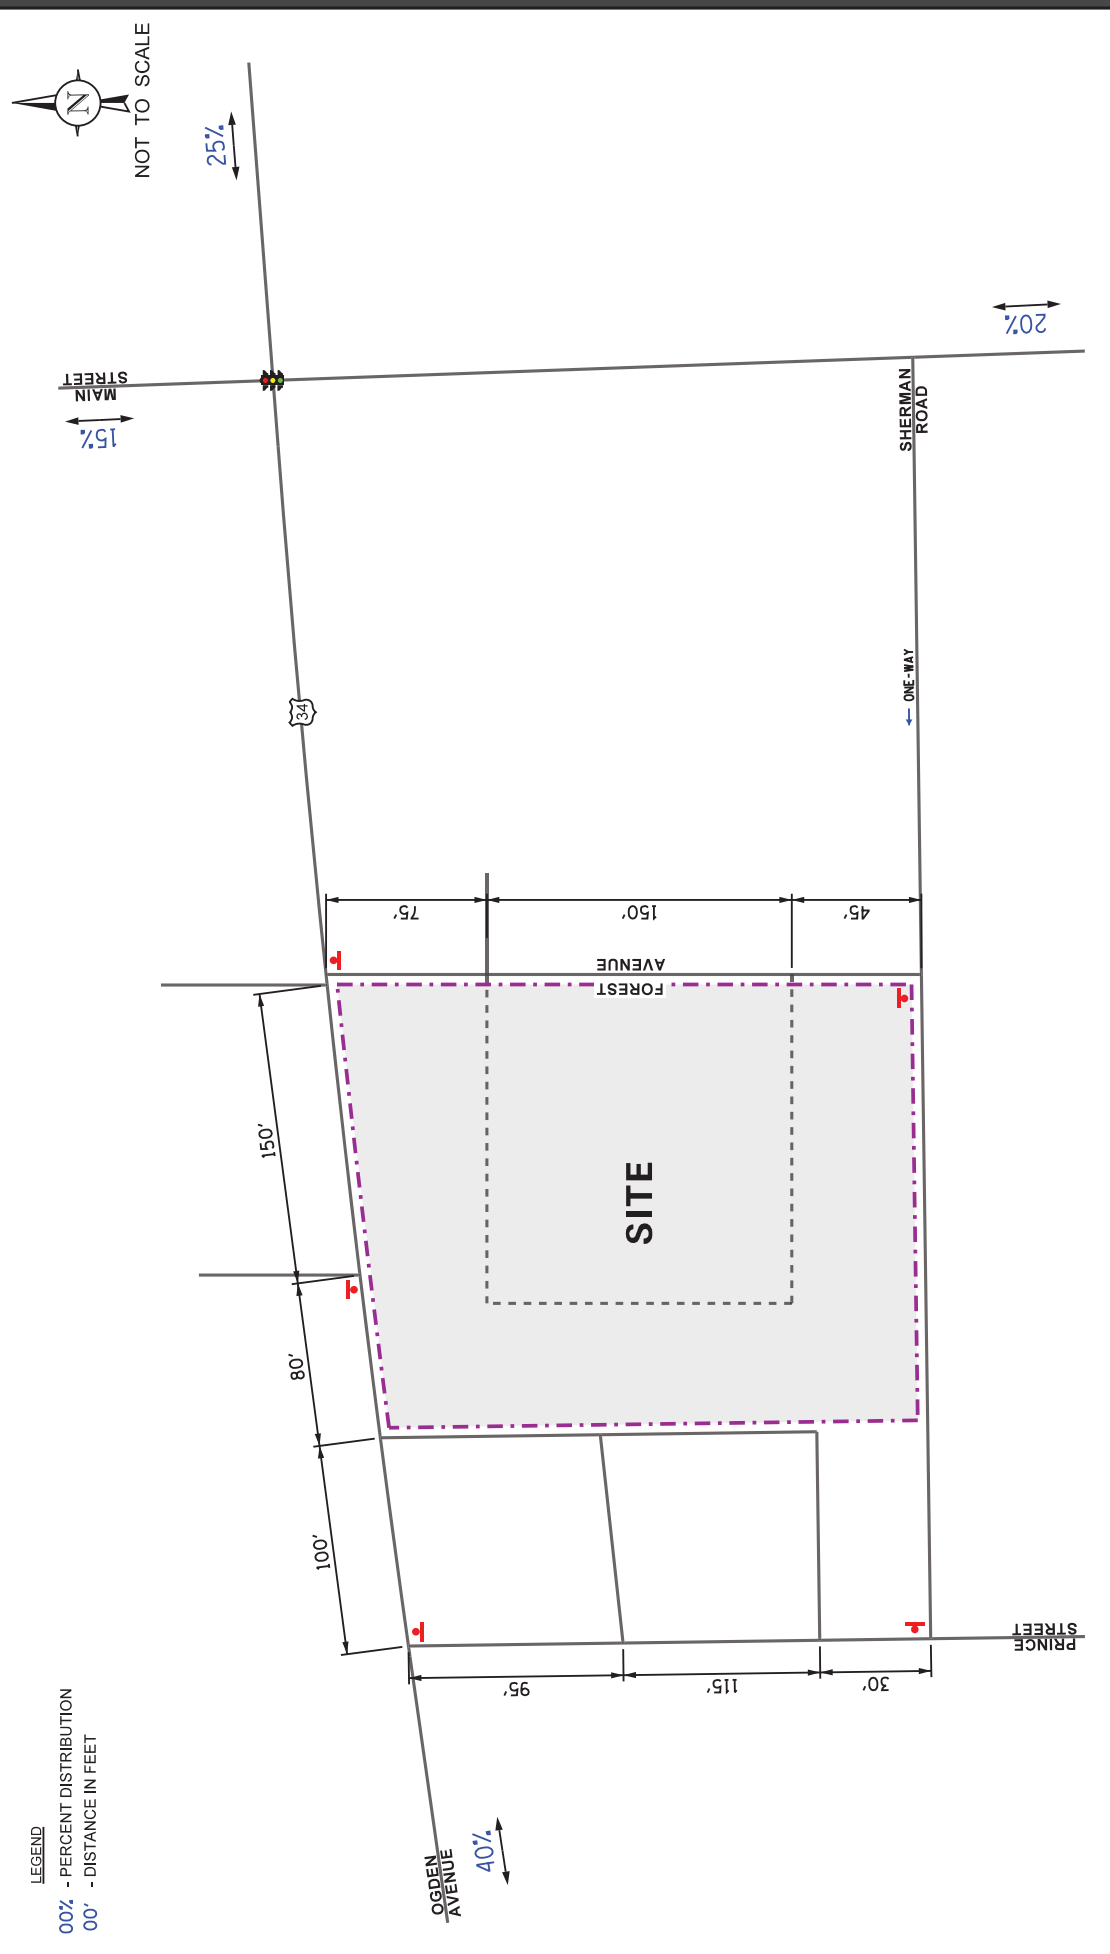 N
NOT TO SCALE
25%
MAIN
STREET
15%
20%
SHERMAN
ROAD
34
ONE-WAY
75'
150'
45'
FOREST
AVENUE
150'
80'
100'
SITE
95'
115'
30'
PRINCE
STREET
OGDEN
AVENUE
40%
LEGEND
00% - PERCENT DISTRIBUTION
00' - DISTANCE IN FEET